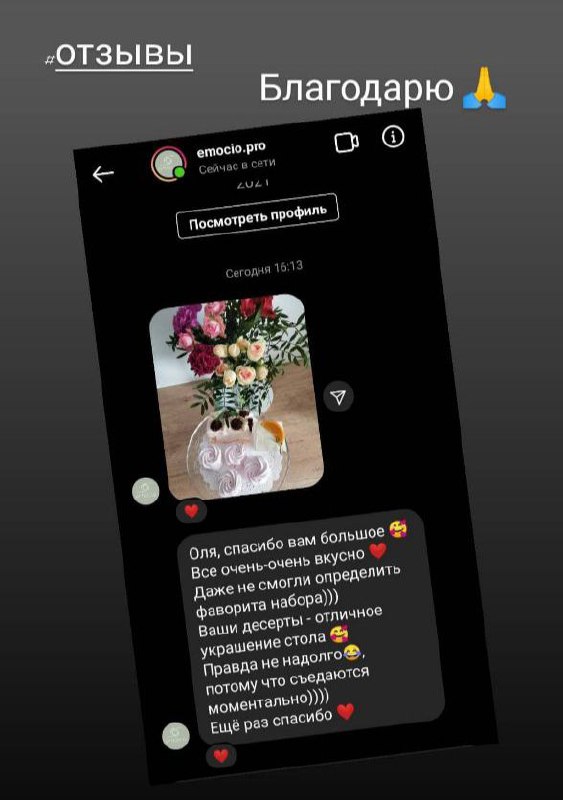 #ОТЗЫВЫ
Благодарю 🙏
emocio.pro
Сейчас в сети
2021
Посмотреть профиль
Сегодня 16:13
Оля, спасибо вам большое 🥰
Все очень-очень вкусно ❤️
Даже не смогли определить
фаворита набора)))
Ваши десерты - отличное
украшение стола 🥰
Правда не надолго😂,
потому что съедаются
моментально))))
Ещё раз спасибо ❤️